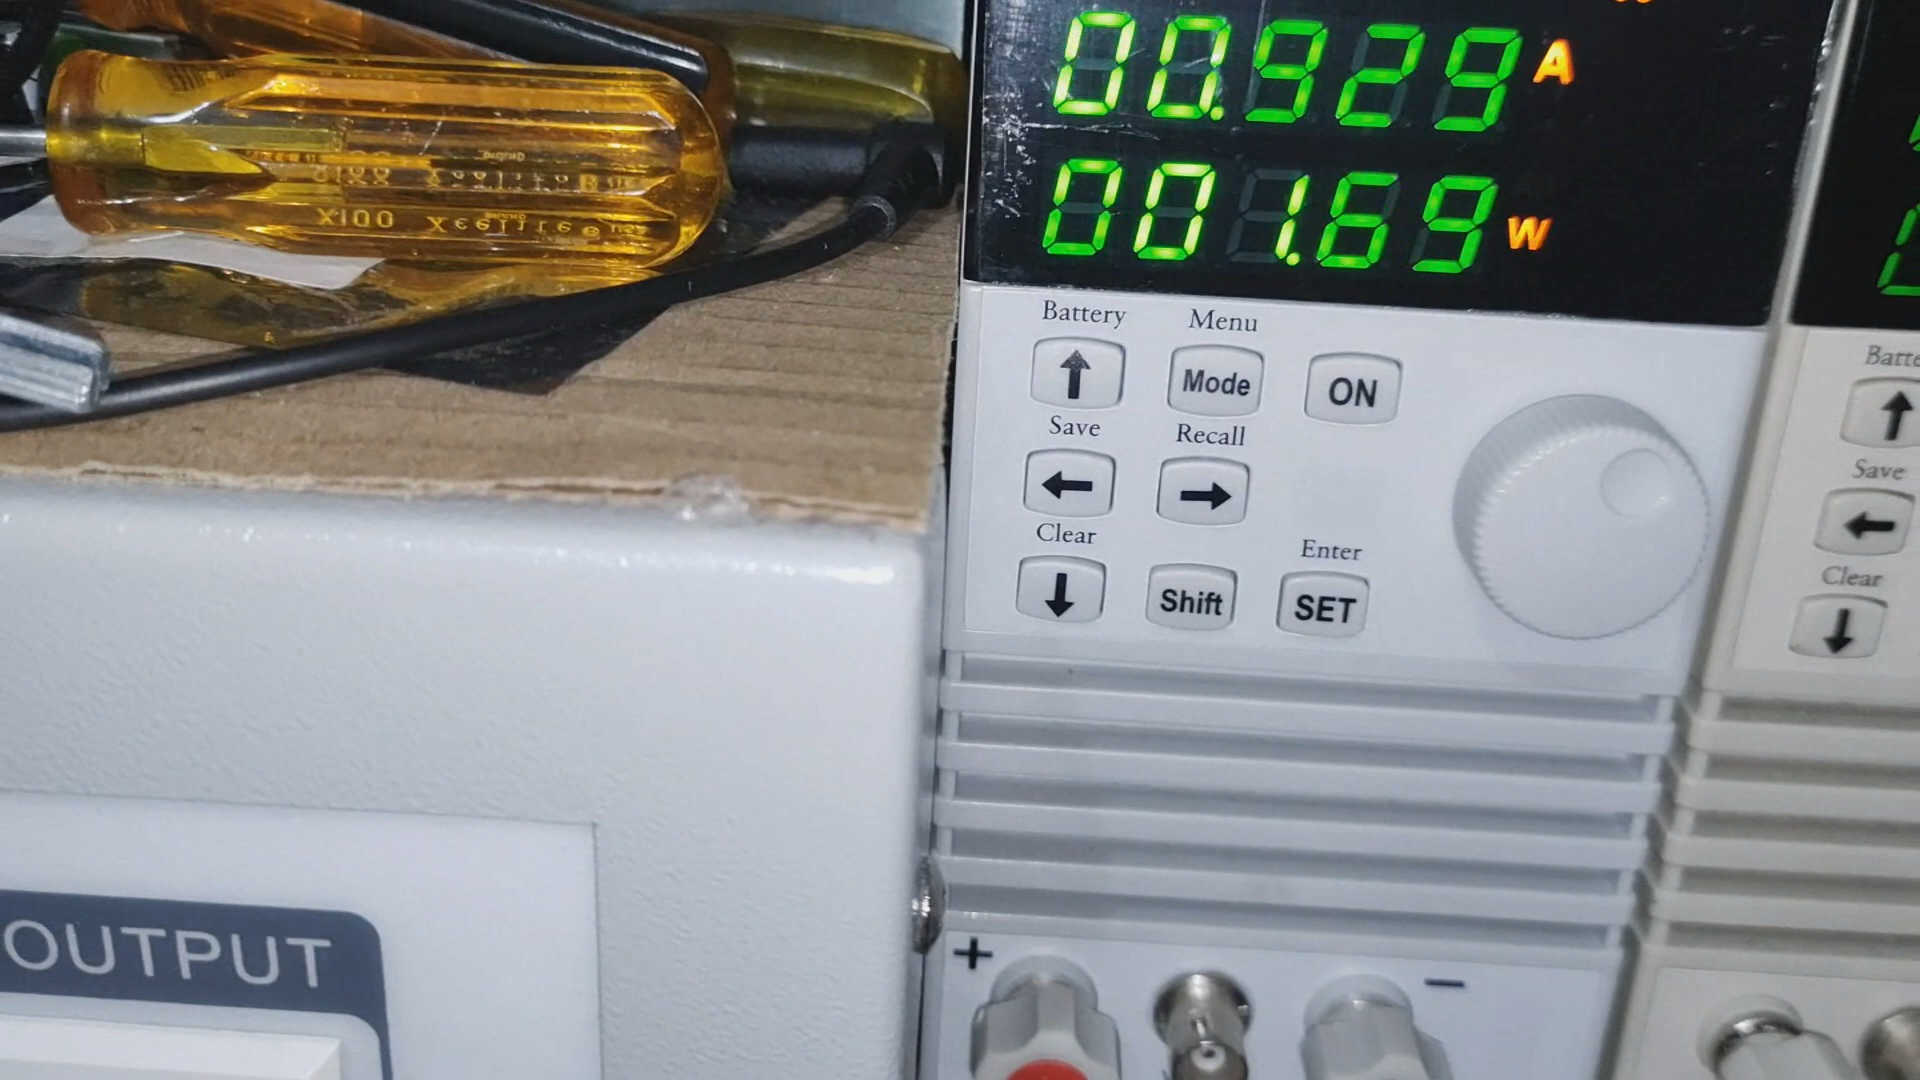 00.929 A
001.69 W
X100 Xcelite®
Battery Menu
Mode ON
Save Recall
Clear Enter
Shift SET
Batte
Save
Clear
+ −
OUTPUT